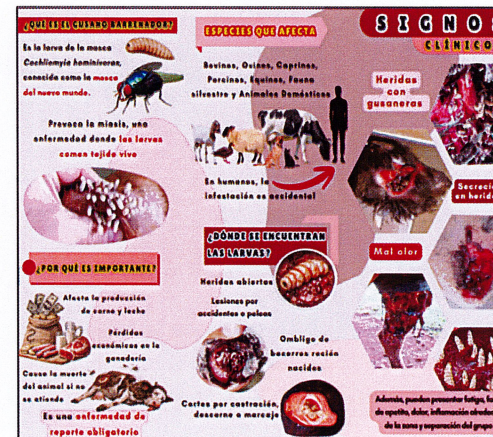 ¿QUÉ ES EL GUSANO BARRENADOR?
Es la larva de la mosca
Cochliomyia hominivorax,
conocida como la mosca
del nuevo mundo.
Provoca la miasis, una
enfermedad donde las larvas
comen tejido vivo
¿POR QUÉ ES IMPORTANTE?
Afecta la producción
de carne y leche
Pérdidas
económicas en la
ganadería
Causa la muerte
del animal si no
se atiende
Es una enfermedad de
reporte obligatorio
ESPECIES QUE AFECTA
Bovinos, Ovinos, Caprinos,
Porcinos, Equinos, Fauna
silvestre y Animales Domésticos
En humanos, la
infestación es accidental
¿DÓNDE SE ENCUENTRAN
LAS LARVAS?
Heridas abiertas
Lesiones por
accidentes o peleas
Ombligo de
becerros recién
nacidos
Cortes por castración,
descorne o marcaje
SIGNOS
CLÍNICO
Heridas
con
gusaneras
Secreció
en herida
Mal olor
Además, pueden presentar fatiga, fa
de apetito, dolor, inflamación alreded
de la zona y separación del grupo